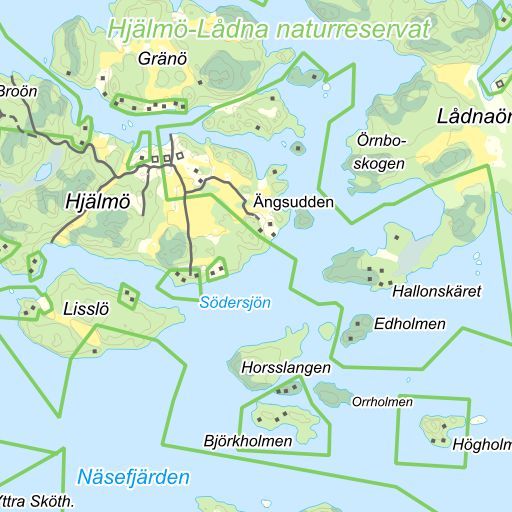 Hjälmö-Lådna naturreservat
Gränö
Broön
Lådnaön
Örnbo-
skogen
Hjälmö
Ängsudden
Hallonskäret
Södersjön
Lisslö
Edholmen
Horsslangen
Orrholmen
Björkholmen
Högholm
Näsefjärden
Yttra Sköth.